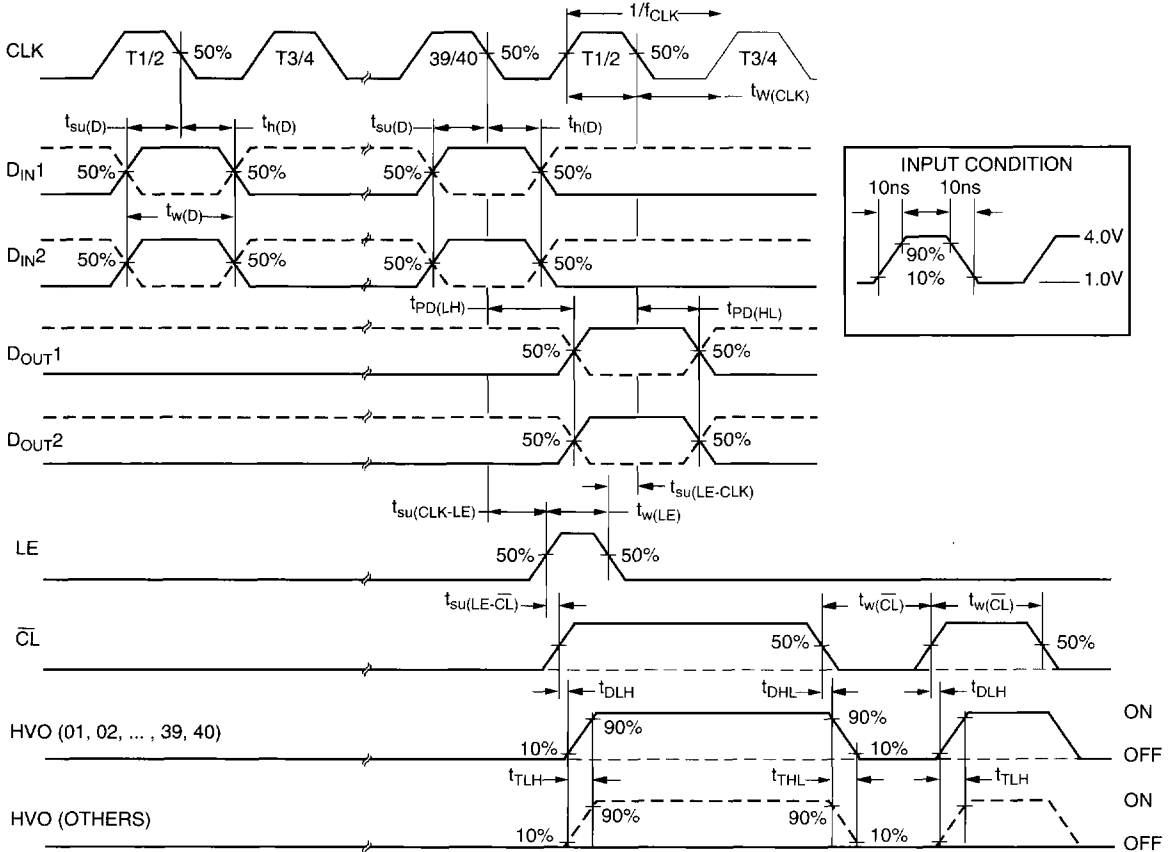 1/fCLK
CLK
T1/2
50%
T3/4
39/40
50%
T1/2
50%
T3/4
tW(CLK)
tsu(D)
th(D)
tsu(D)
th(D)
DIN1
50%
50%
50%
50%
tw(D)
DIN2
50%
50%
50%
50%
INPUT CONDITION
10ns
10ns
90%
10%
4.0V
1.0V
tPD(LH)
tPD(HL)
DOUT1
50%
50%
DOUT2
50%
50%
tsu(LE-CLK)
tsu(CLK-LE)
tw(LE)
LE
50%
50%
tsu(LE-C̅L̅)
tw(C̅L̅)
tw(C̅L̅)
C̅L̅
50%
50%
tDLH
tDHL
tDLH
HVO (01, 02, ... , 39, 40)
10%
90%
90%
10%
ON
OFF
tTLH
tTHL
tTLH
HVO (OTHERS)
10%
90%
90%
10%
ON
OFF